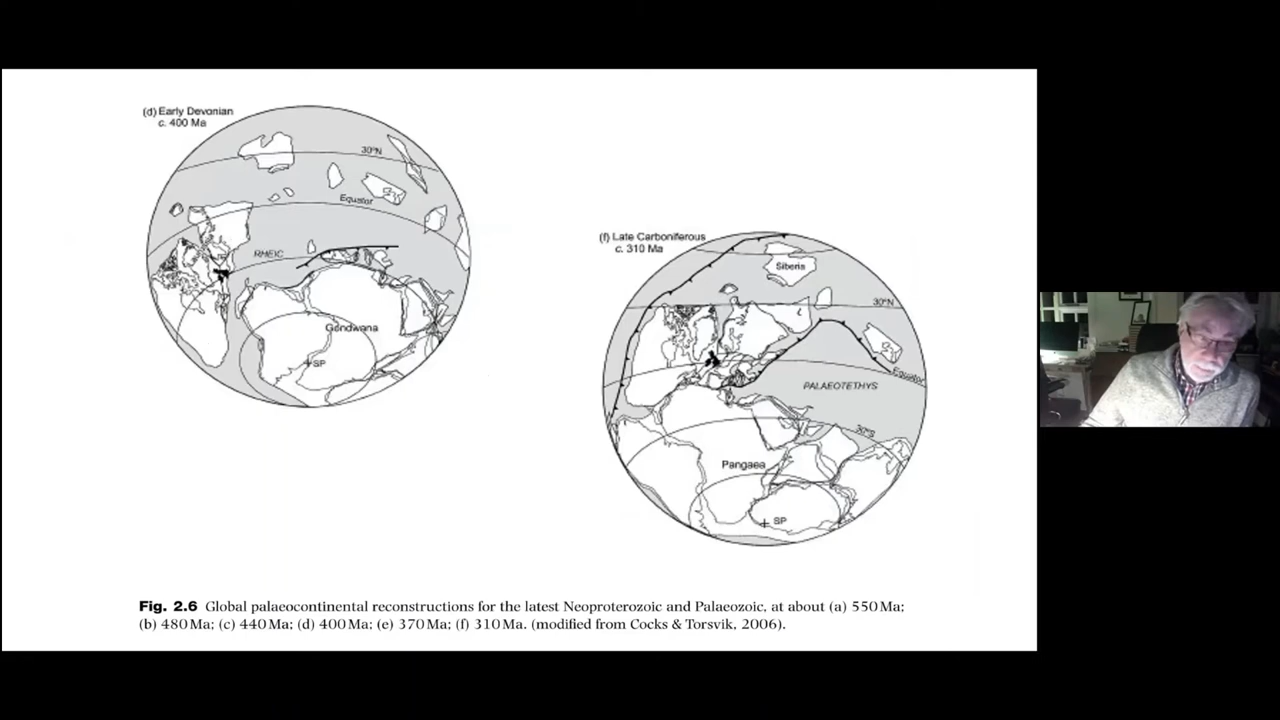 (d) Early Devonian
c. 400 Ma
30°N
Equator
RHEIC
Gondwana
SP
(f) Late Carboniferous
c. 310 Ma
Siberia
30°N
Equator
PALAEOTETHYS
30°S
Pangaea
SP
Fig. 2.6 Global palaeocontinental reconstructions for the latest Neoproterozoic and Palaeozoic, at about (a) 550 Ma;
(b) 480 Ma; (c) 440 Ma; (d) 400 Ma; (e) 370 Ma; (f) 310 Ma. (modified from Cocks & Torsvik, 2006).